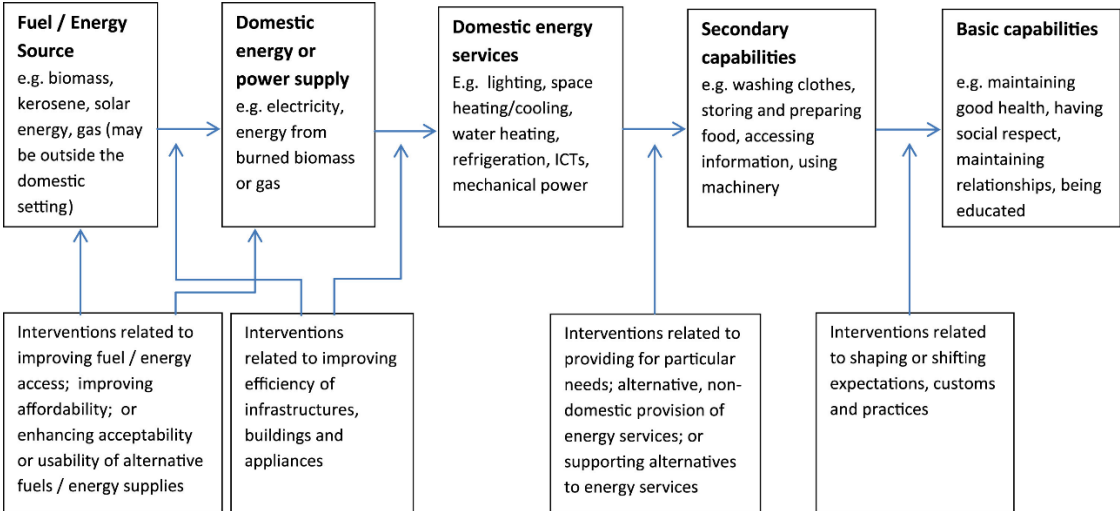 Fuel / Energy
Source
e.g. biomass,
kerosene, solar
energy, gas (may
be outside the
domestic
setting)
Domestic
energy or
power supply
e.g. electricity,
energy from
burned biomass
or gas
Domestic energy
services
E.g.  lighting, space
heating/cooling,
water heating,
refrigeration, ICTs,
mechanical power
Secondary
capabilities
e.g. washing clothes,
storing and preparing
food, accessing
information, using
machinery
Basic capabilities
e.g. maintaining
good health, having
social respect,
maintaining
relationships, being
educated
Interventions related to
improving fuel / energy
access;  improving
affordability;  or
enhancing acceptability
or usability of alternative
fuels / energy supplies
Interventions
related to improving
efficiency of
infrastructures,
buildings and
appliances
Interventions related to
providing for particular
needs; alternative, non-
domestic provision of
energy services; or
supporting alternatives
to energy services
Interventions related
to shaping or shifting
expectations, customs
and practices